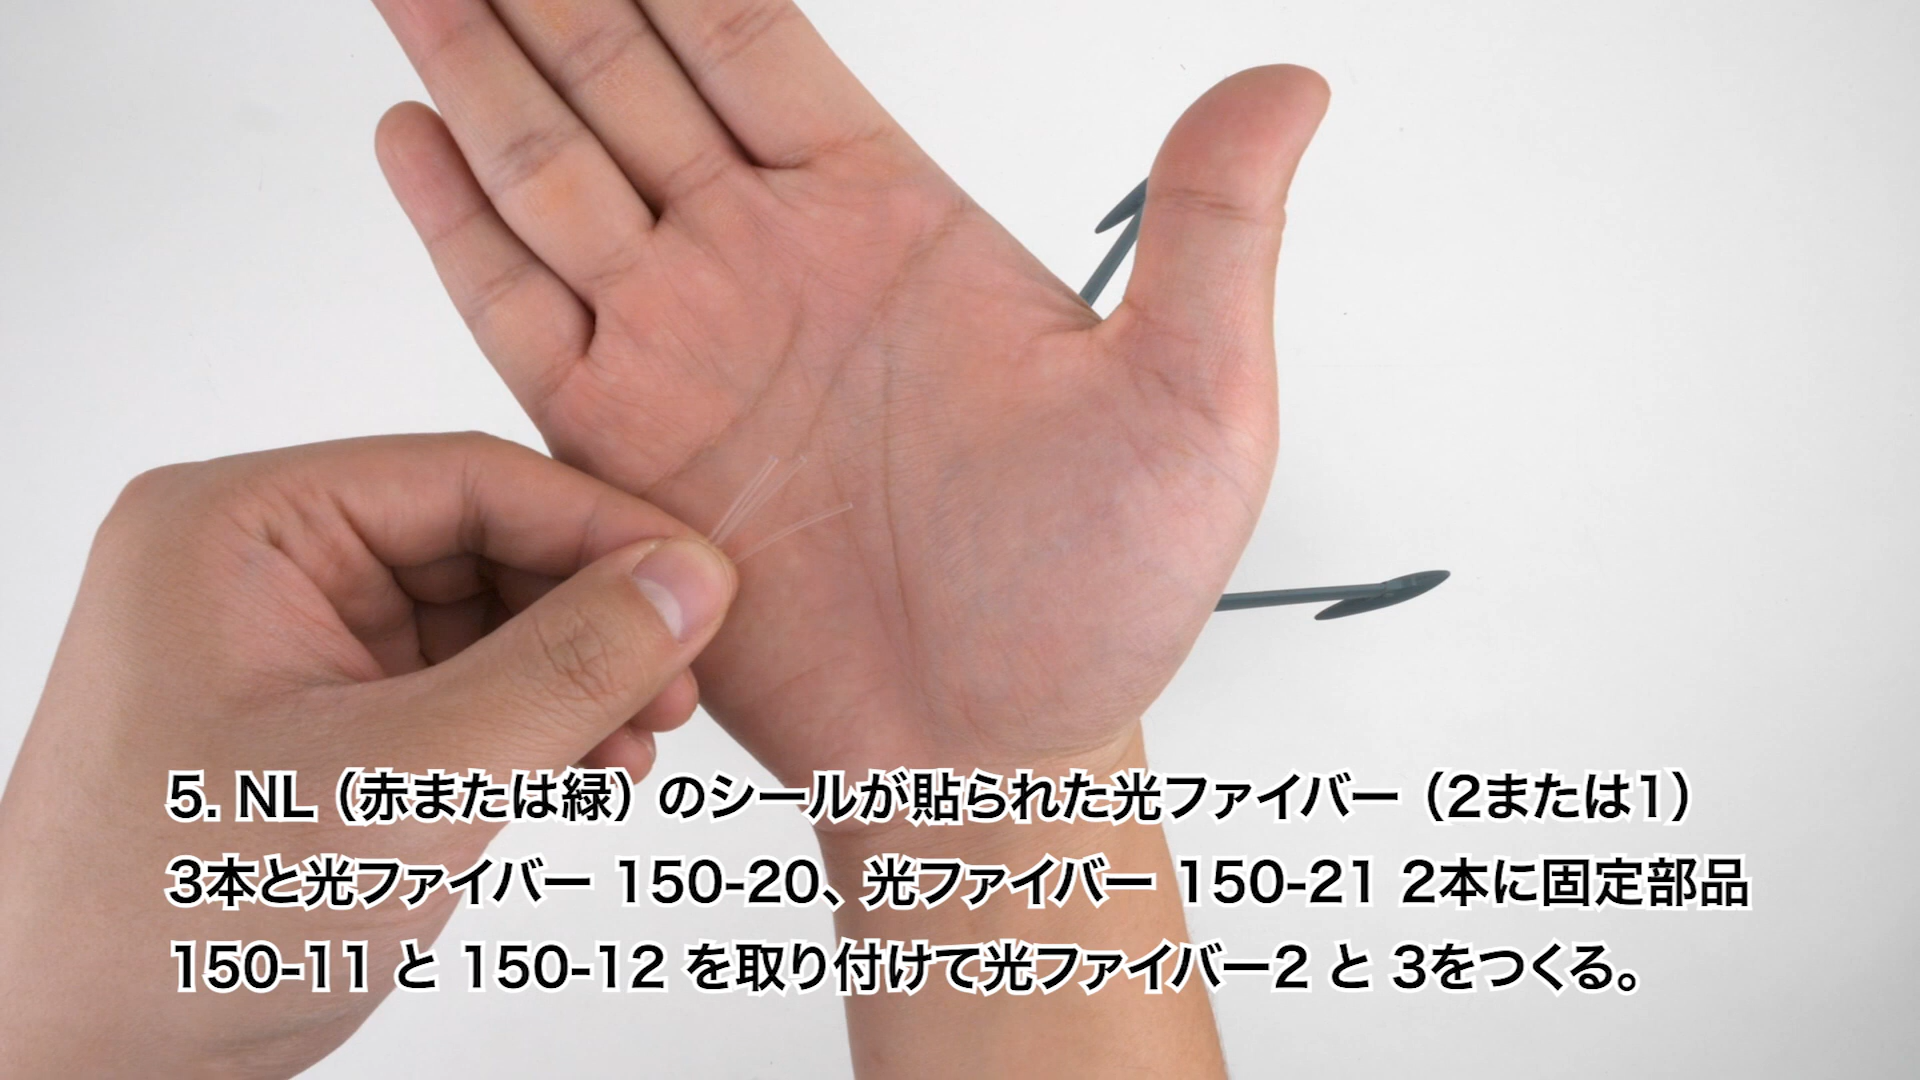 5. NL（赤または緑）のシールが貼られた光ファイバー（2または1）
3本と光ファイバー 150-20、光ファイバー 150-21 2本に固定部品
150-11 と 150-12 を取り付けて光ファイバー2 と 3をつくる。